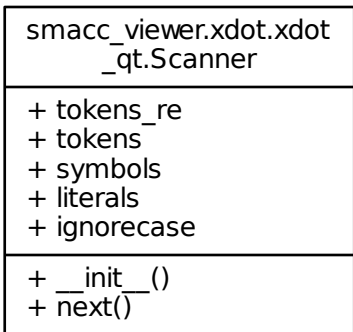 smacc_viewer.xdot.xdot
_qt.Scanner
+ tokens_re
+ tokens
+ symbols
+ literals
+ ignorecase
+ __init__()
+ next()